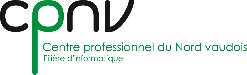 cpnv
Centre professionnel du Nord vaudois
Filière d'informatique